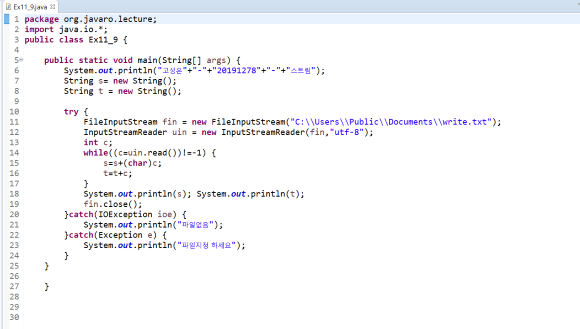 Ex11_9.java
1 package org.javaro.lecture;
2 import java.io.*;
3 public class Ex11_9 {
4
5 public static void main(String[] args) {
6 System.out.println("고성은"+"-"+"20191278"+"-"+"스트림");
7 String s= new String();
8 String t = new String();
9
10 try {
11 FileInputStream fin = new FileInputStream("C:\\Users\\Public\\Documents\\write.txt");
12 InputStreamReader uin = new InputStreamReader(fin,"utf-8");
13 int c;
14 while((c=uin.read())!=-1) {
15 s=s+(char)c;
16 t=t+c;
17 }
18 System.out.println(s); System.out.println(t);
19 fin.close();
20 }catch(IOException ioe) {
21 System.out.println("파일없음");
22 }catch(Exception e) {
23 System.out.println("파일지정 하세요");
24 }
25 }
26
27 }
28
29
30